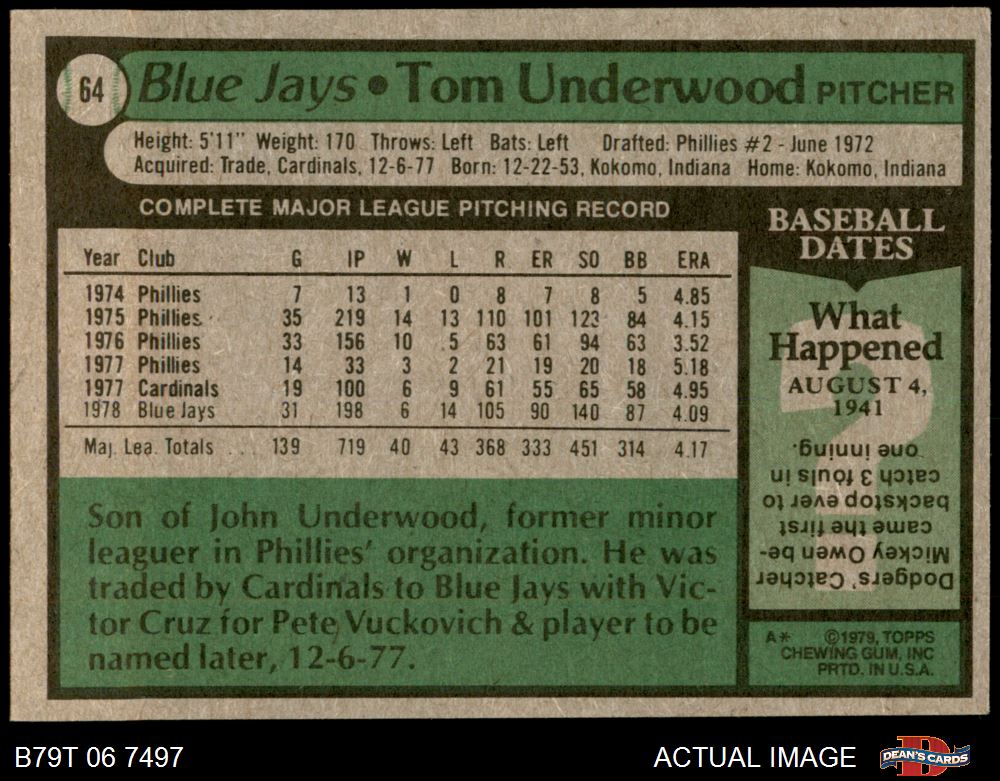 64 Blue Jays • Tom Underwood PITCHER
Height: 5'11" Weight: 170 Throws: Left Bats: Left Drafted: Phillies #2 - June 1972
Acquired: Trade, Cardinals, 12-6-77 Born: 12-22-53, Kokomo, Indiana Home: Kokomo, Indiana
COMPLETE MAJOR LEAGUE PITCHING RECORD
Year Club G IP W L R ER SO BB ERA
1974 Phillies 7 13 1 0 8 7 8 5 4.85
1975 Phillies 35 219 14 13 110 101 123 84 4.15
1976 Phillies 33 156 10 5 63 61 94 63 3.52
1977 Phillies 14 33 3 2 21 19 20 18 5.18
1977 Cardinals 19 100 6 9 61 55 65 58 4.95
1978 Blue Jays 31 198 6 14 105 90 140 87 4.09
Maj. Lea. Totals ... 139 719 40 43 368 333 451 314 4.17
Son of John Underwood, former minor
leaguer in Phillies' organization. He was
traded by Cardinals to Blue Jays with Vic-
tor Cruz for Pete Vuckovich & player to be
named later, 12-6-77.
BASEBALL
DATES
What
Happened
AUGUST 4,
1941
?
Dodgers' Catcher
Mickey Owen be-
came the first
backstop ever to
catch 3 fouls in
one inning.
A* ©1979, TOPPS
CHEWING GUM, INC
PRTD. IN U.S.A.
B79T 06 7497
ACTUAL IMAGE
D
DEAN'S CARDS